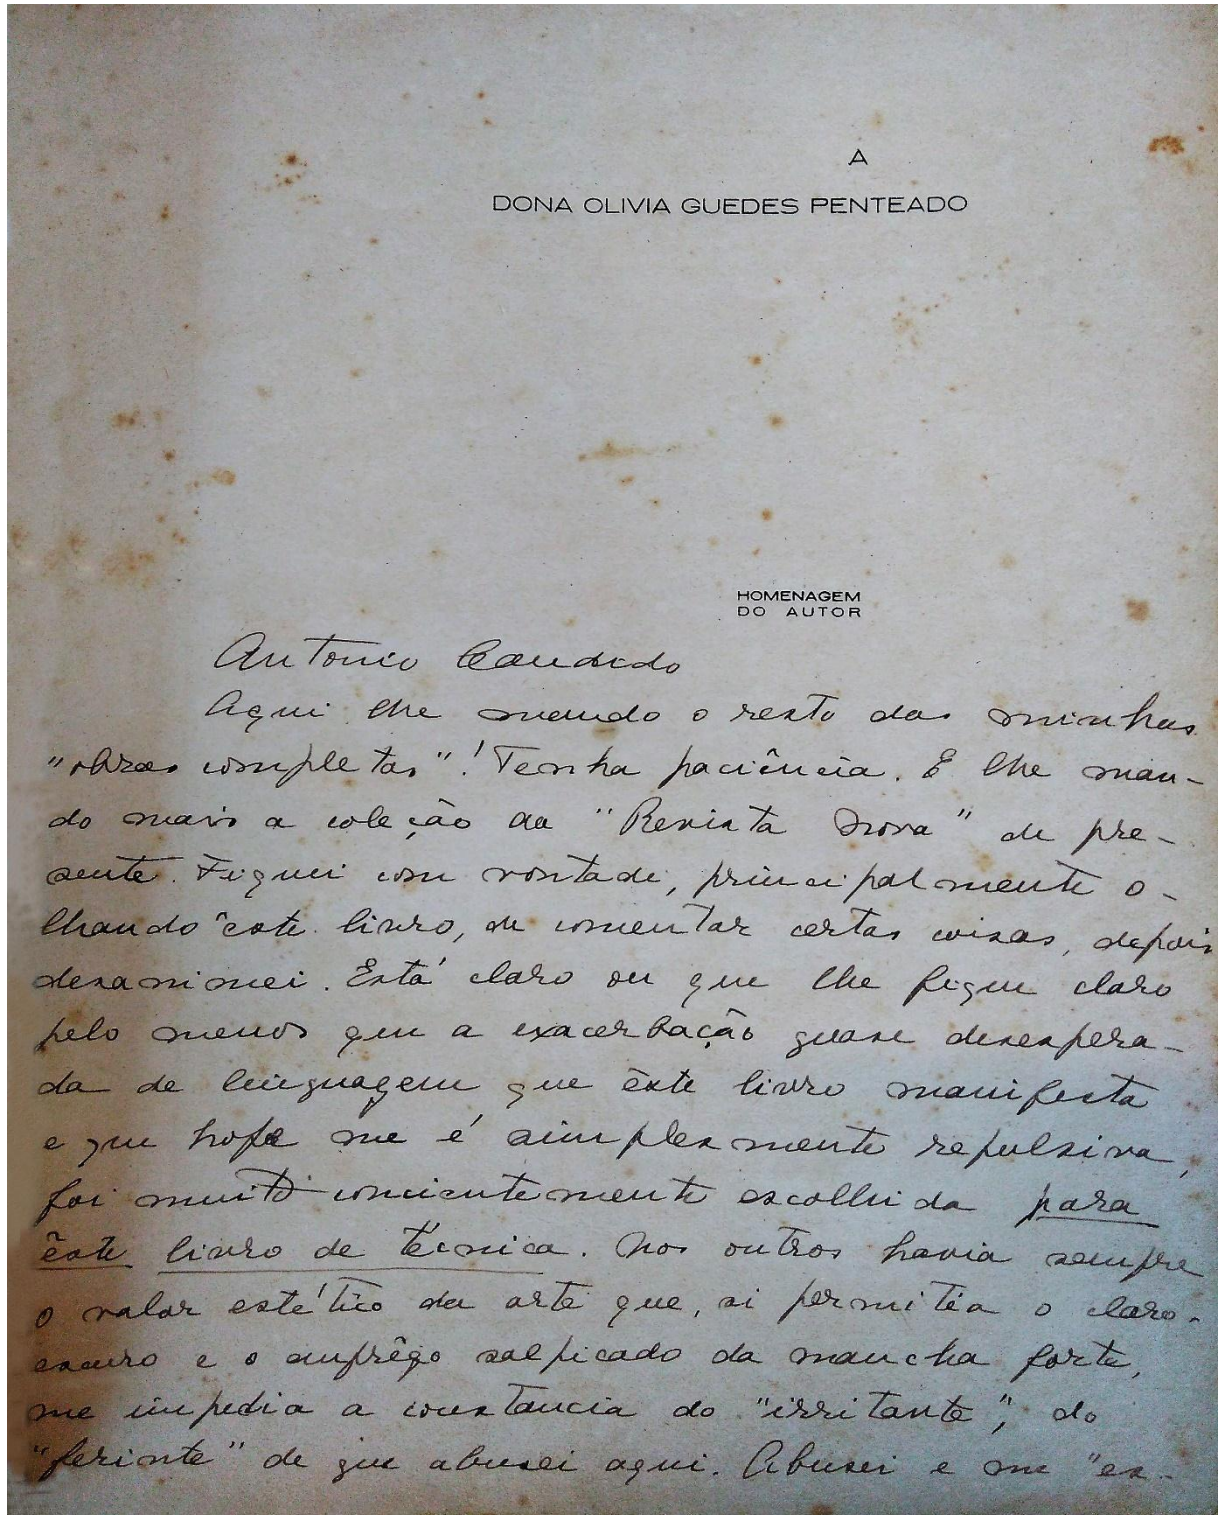 A
DONA OLIVIA GUEDES PENTEADO
HOMENAGEM
DO AUTOR
Antonio Candido
Aqui lhe mando o resto das minhas
"obras completas"! Tenha paciência. E lhe man-
do mais a coleção da "Revista Nova" de pre-
sente. Fiquei com vontade, principalmente o-
lhando êste livro, de comentar certas coisas, depois
desanimei. Está claro ou que lhe fique claro
pelo menos que a exacerbação quase desespera-
da de linguagem que êste livro manifesta
e que hoje me é simplesmente repulsiva,
foi muito concientemente escolhida para
êste livro de técnica. Nos outros havia sempre
o valor estético da arte que, si permitia o claro-
escuro e o emprêgo salpicado da mancha forte,
me impedia a constancia do "irritante", do
"ferinte" de que abusei aqui. Abusei e me "es-